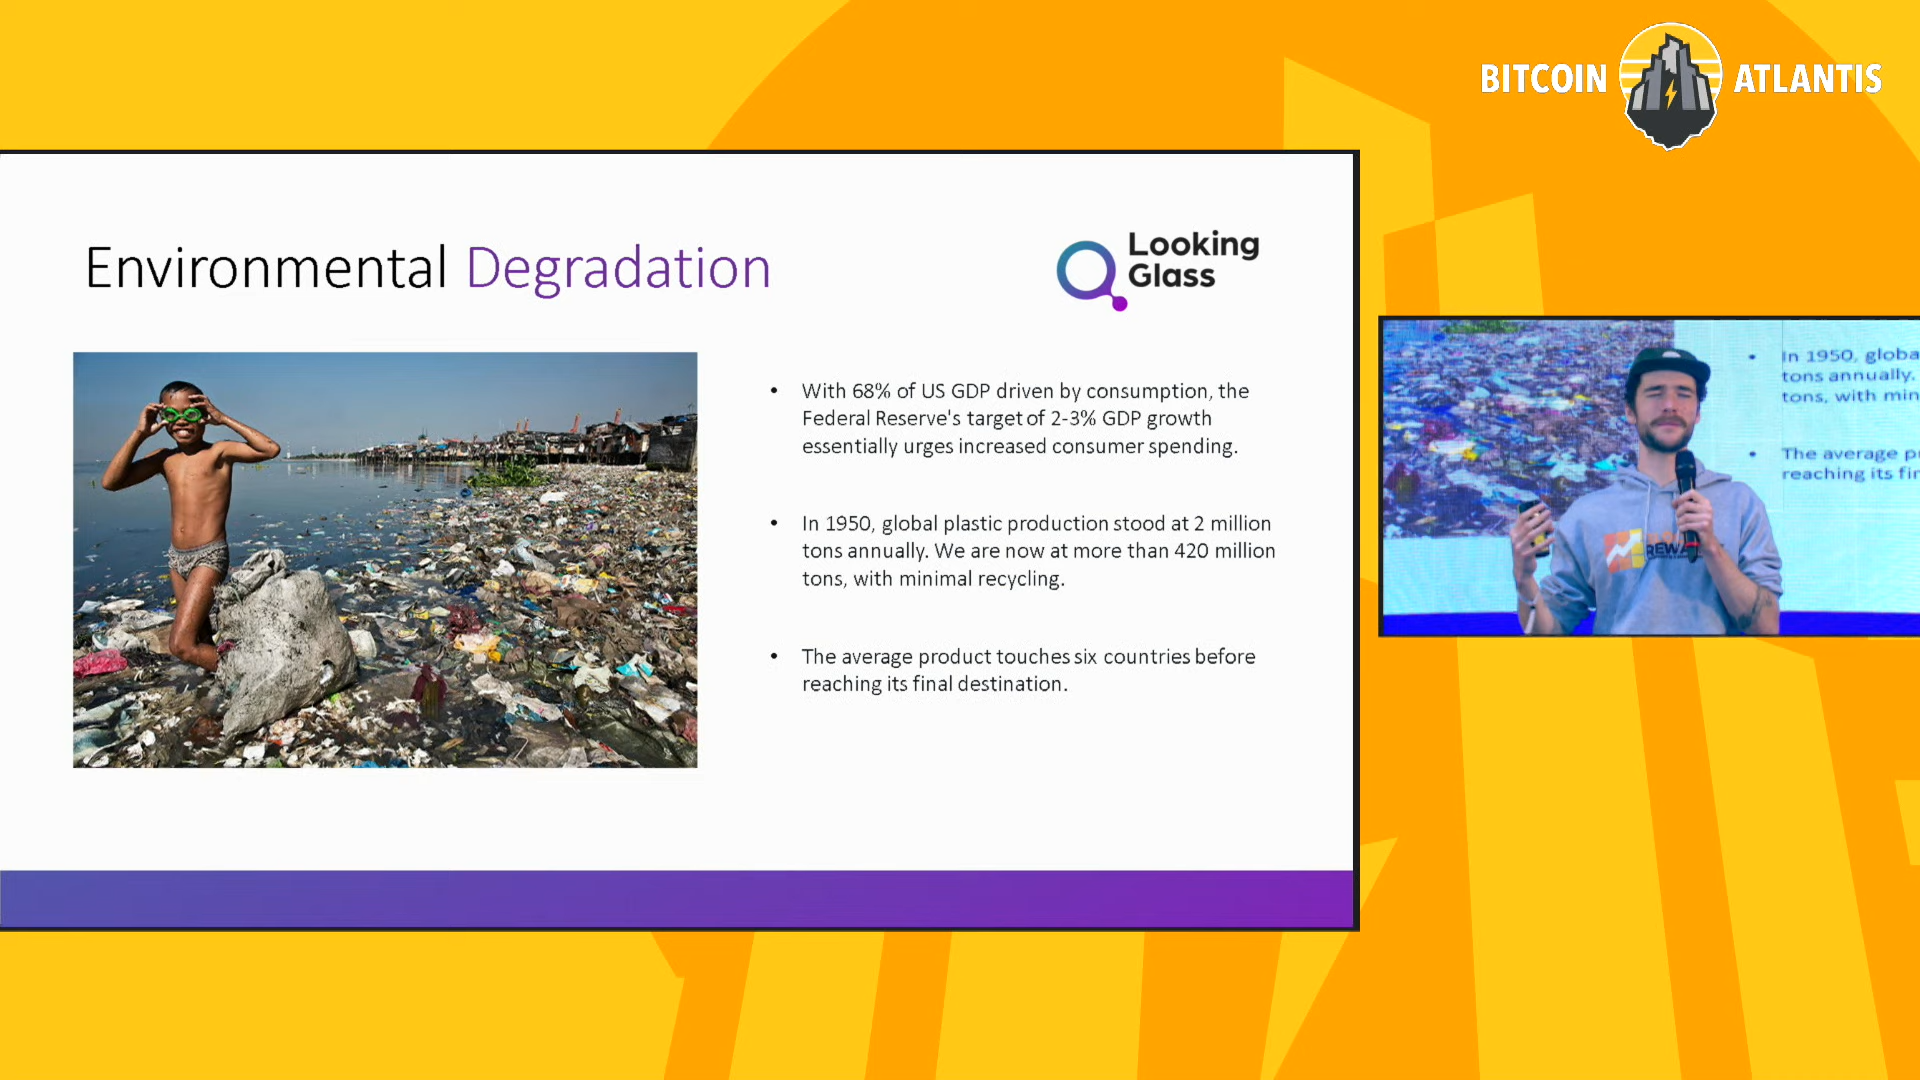 BITCOIN ATLANTIS
Environmental Degradation
Looking
Glass
• With 68% of US GDP driven by consumption, the
Federal Reserve's target of 2-3% GDP growth
essentially urges increased consumer spending.
• In 1950, global plastic production stood at 2 million
tons annually. We are now at more than 420 million
tons, with minimal recycling.
• The average product touches six countries before
reaching its final destination.
• In 1950, globa
tons annually.
tons, with min
• The average p
reaching its fin